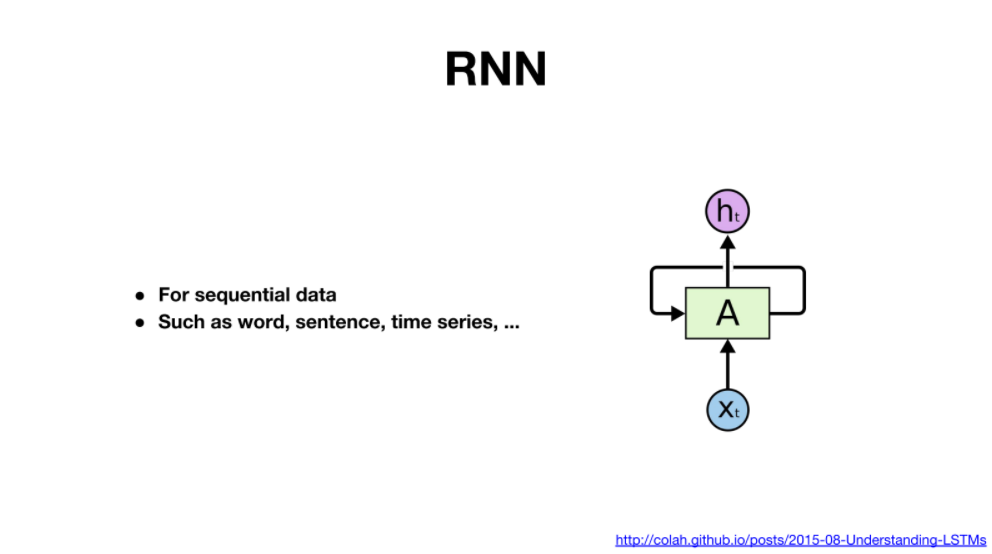 RNN
● For sequential data
● Such as word, sentence, time series, ...
hₜ
A
xₜ
http://colah.github.io/posts/2015-08-Understanding-LSTMs